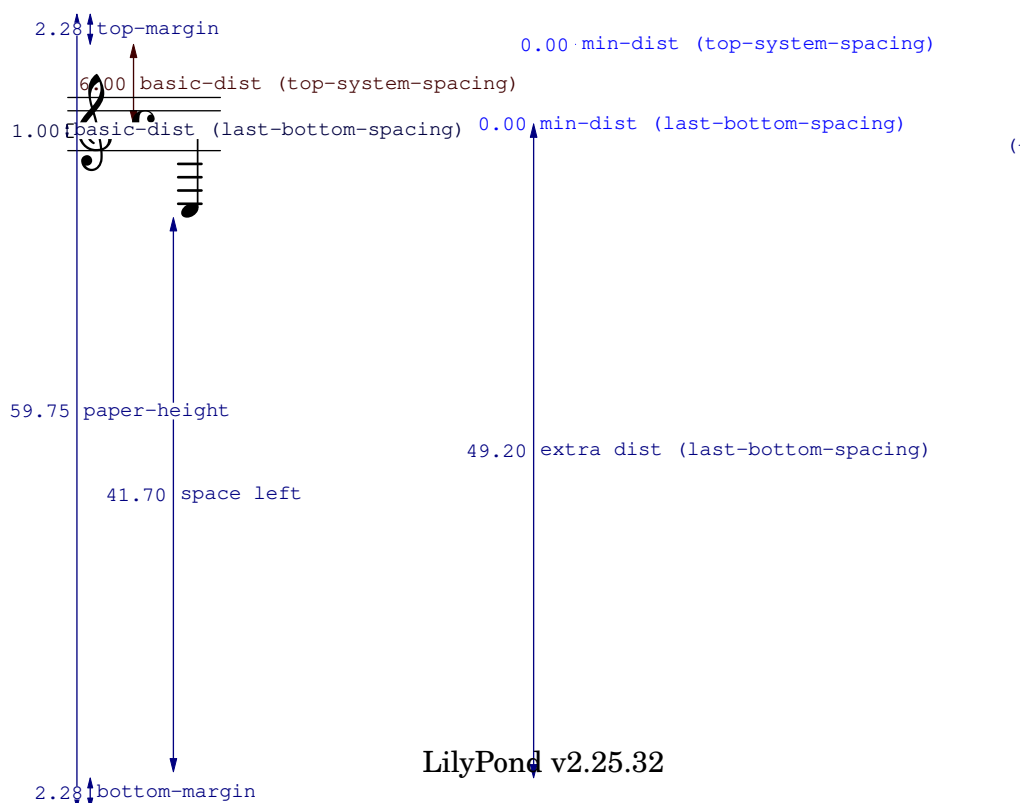 2.28 top-margin
0.00 min-dist (top-system-spacing)
6.00 basic-dist (top-system-spacing)
1.00 basic-dist (last-bottom-spacing)
0.00 min-dist (last-bottom-spacing)
(
59.75 paper-height
49.20 extra dist (last-bottom-spacing)
41.70 space left
LilyPond v2.25.32
2.28 bottom-margin